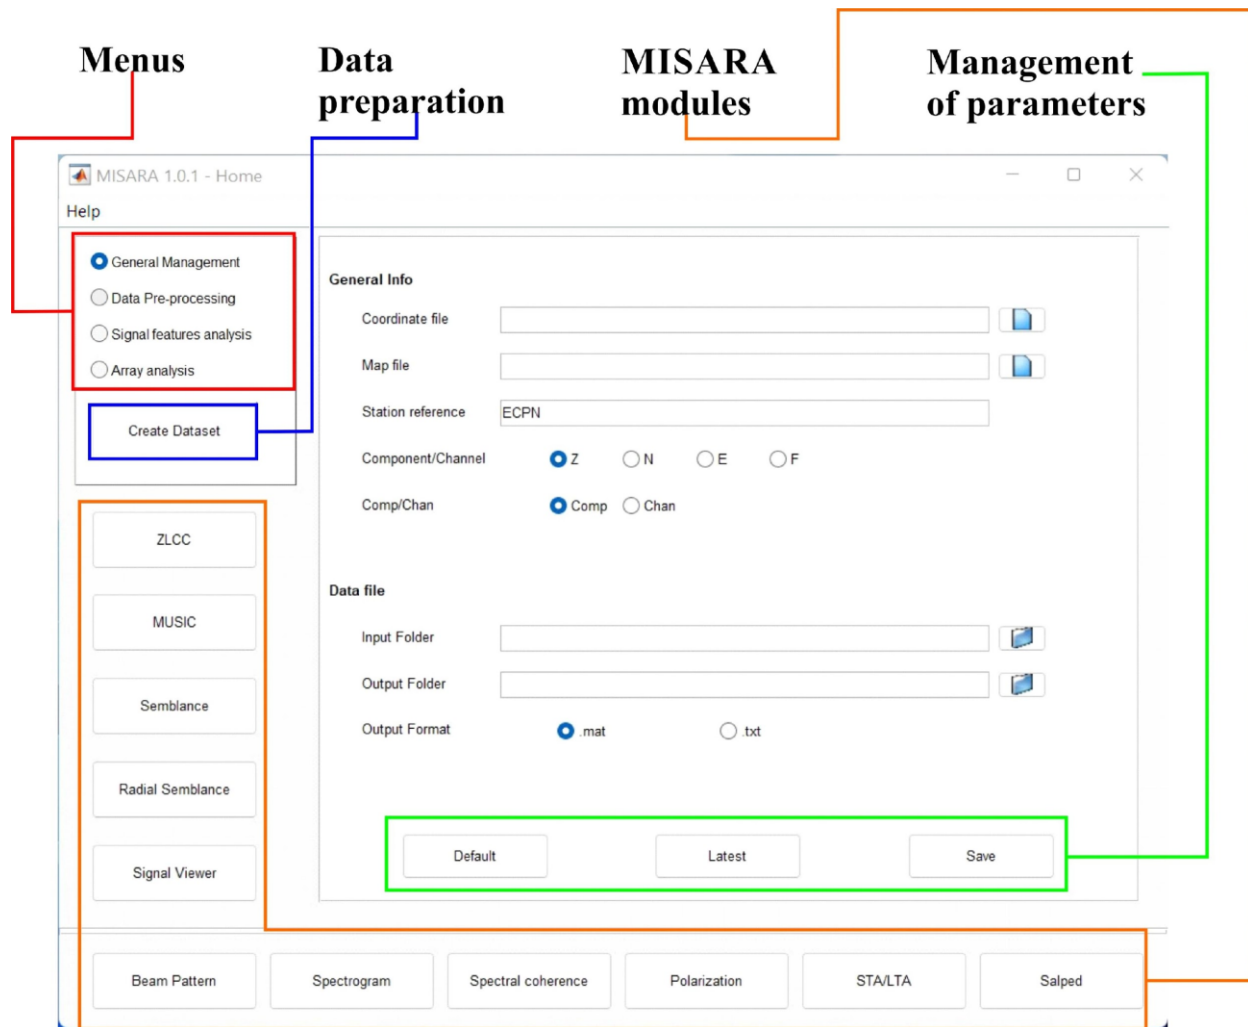 Menus
Data
preparation
MISARA
modules
Management
of parameters
MISARA 1.0.1 - Home
Help
General Management
Data Pre-processing
Signal features analysis
Array analysis
Create Dataset
ZLCC
MUSIC
Semblance
Radial Semblance
Signal Viewer
General Info
Coordinate file
Map file
Station reference ECPN
Component/Channel Z N E F
Comp/Chan Comp Chan
Data file
Input Folder
Output Folder
Output Format .mat .txt
Default Latest Save
Beam Pattern Spectrogram Spectral coherence Polarization STA/LTA Salped